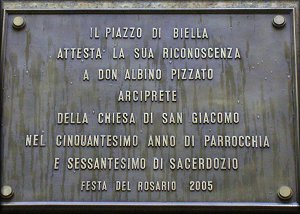 IL PIAZZO DI BIELLA
ATTESTA LA SUA RICONOSCENZA
A DON ALBINO PIZZATO
ARCIPRETE
DELLA CHIESA DI SAN GIACOMO
NEL CINQUANTESIMO ANNO DI PARROCCHIA
E SESSANTESIMO DI SACERDOZIO
FESTA DEL ROSARIO 2005